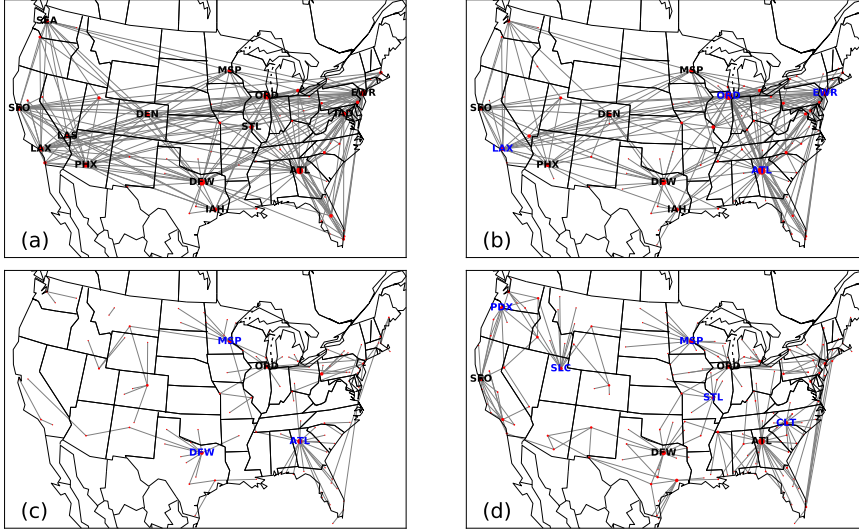 SEA
MSP
ORD
EWR
SFO
DEN
IAD
STL
LAS
LAX
PHX
ATL
DFW
IAH
(a)
MSP
ORD
EWR
SFO
DEN
LAX
PHX
ATL
DFW
IAH
(b)
MSP
ORD
ATL
DFW
(c)
PDX
MSP
ORD
SLC
SFO
STL
CLT
ATL
DFW
(d)